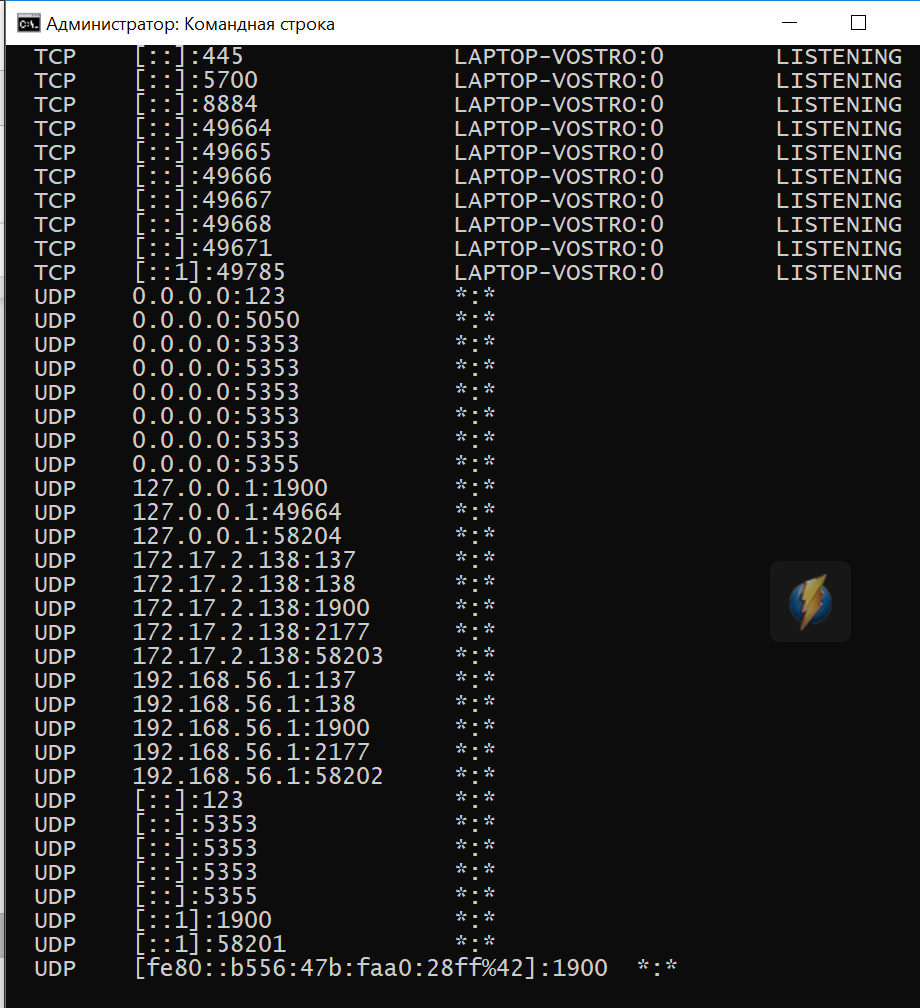 Администратор: Командная строка
TCP [::]:445 LAPTOP-VOSTRO:0 LISTENING
TCP [::]:5700 LAPTOP-VOSTRO:0 LISTENING
TCP [::]:8884 LAPTOP-VOSTRO:0 LISTENING
TCP [::]:49664 LAPTOP-VOSTRO:0 LISTENING
TCP [::]:49665 LAPTOP-VOSTRO:0 LISTENING
TCP [::]:49666 LAPTOP-VOSTRO:0 LISTENING
TCP [::]:49667 LAPTOP-VOSTRO:0 LISTENING
TCP [::]:49668 LAPTOP-VOSTRO:0 LISTENING
TCP [::]:49671 LAPTOP-VOSTRO:0 LISTENING
TCP [::1]:49785 LAPTOP-VOSTRO:0 LISTENING
UDP 0.0.0.0:123 *:*
UDP 0.0.0.0:5050 *:*
UDP 0.0.0.0:5353 *:*
UDP 0.0.0.0:5353 *:*
UDP 0.0.0.0:5353 *:*
UDP 0.0.0.0:5353 *:*
UDP 0.0.0.0:5353 *:*
UDP 0.0.0.0:5355 *:*
UDP 127.0.0.1:1900 *:*
UDP 127.0.0.1:49664 *:*
UDP 127.0.0.1:58204 *:*
UDP 172.17.2.138:137 *:*
UDP 172.17.2.138:138 *:*
UDP 172.17.2.138:1900 *:*
UDP 172.17.2.138:2177 *:*
UDP 172.17.2.138:58203 *:*
UDP 192.168.56.1:137 *:*
UDP 192.168.56.1:138 *:*
UDP 192.168.56.1:1900 *:*
UDP 192.168.56.1:2177 *:*
UDP 192.168.56.1:58202 *:*
UDP [::]:123 *:*
UDP [::]:5353 *:*
UDP [::]:5353 *:*
UDP [::]:5353 *:*
UDP [::]:5355 *:*
UDP [::1]:1900 *:*
UDP [::1]:58201 *:*
UDP [fe80::b556:47b:faa0:28ff%42]:1900 *:*